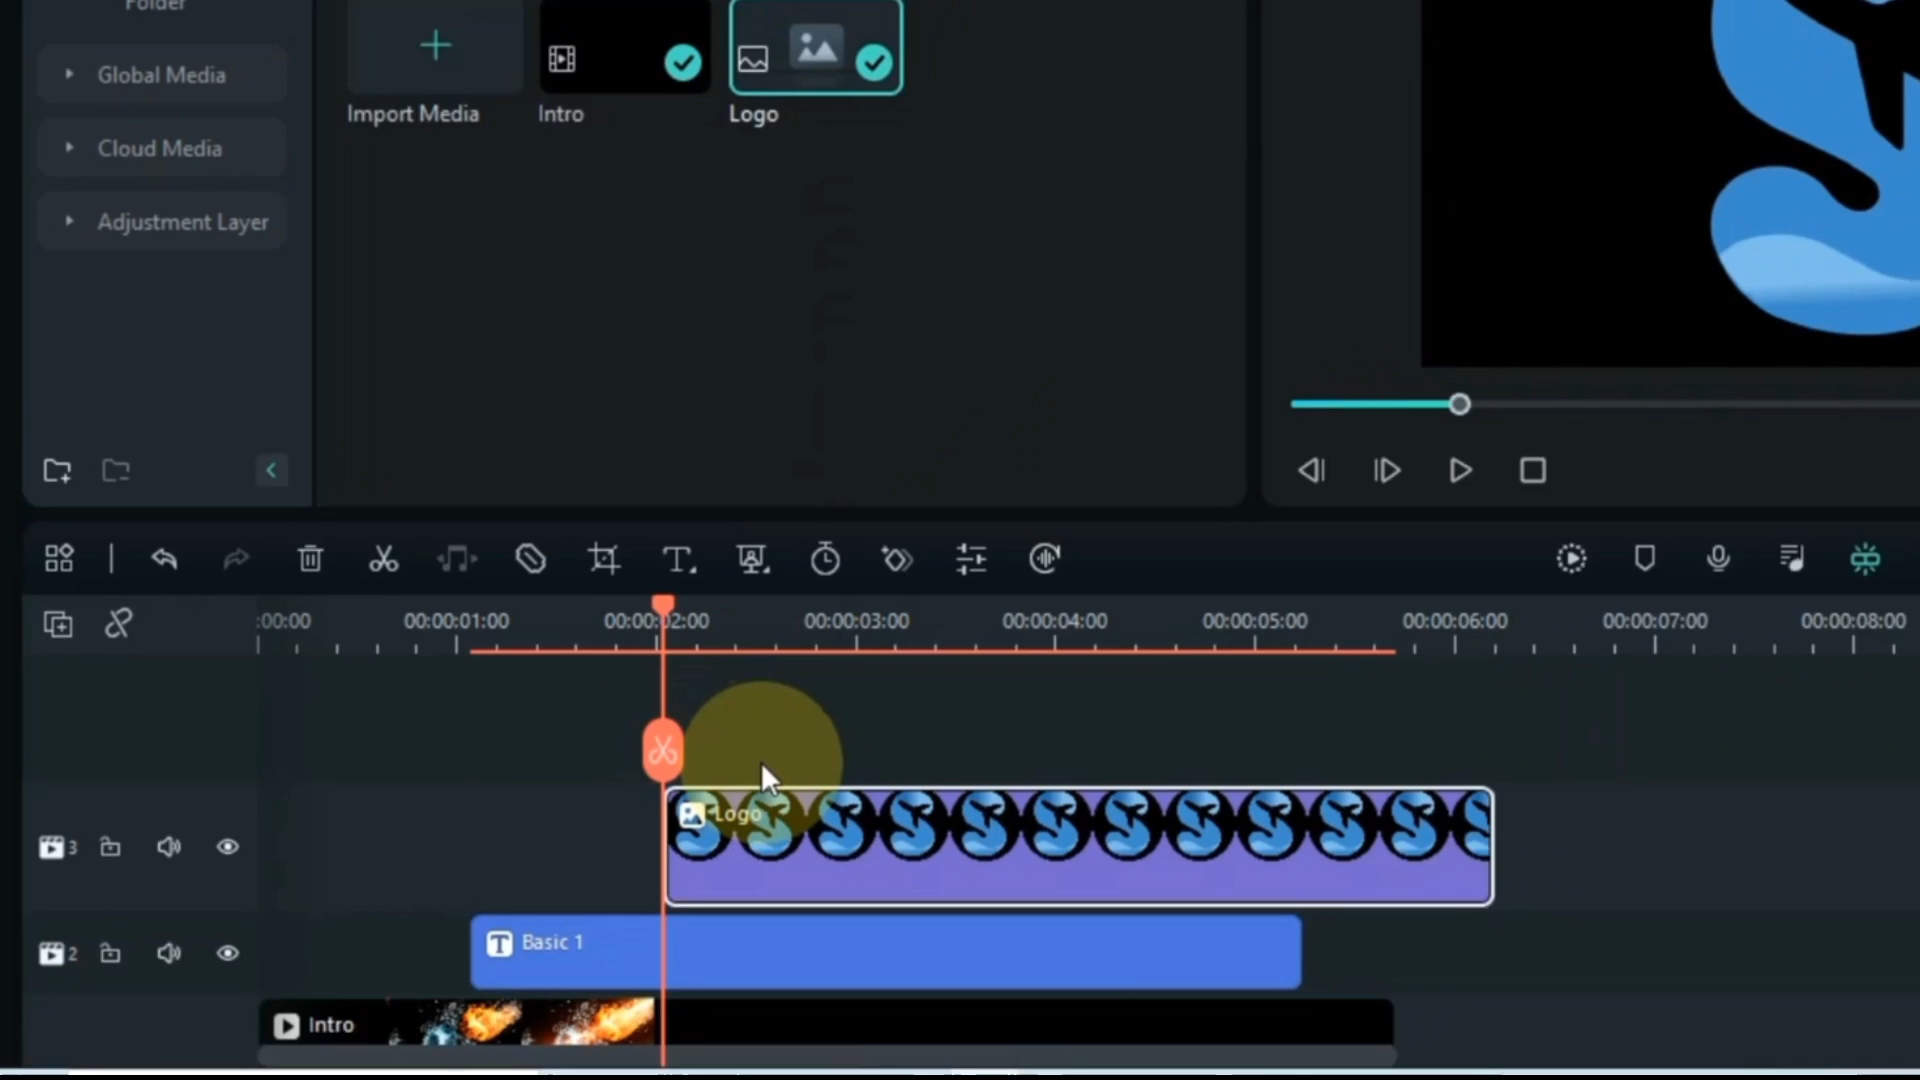 Folder
Global Media
Cloud Media
Adjustment Layer
Import Media
Intro
Logo
:00:00
00:00:01:00
00:00:02:00
00:00:03:00
00:00:04:00
00:00:05:00
00:00:06:00
00:00:07:00
00:00:08:00
3
Logo
2
Basic 1
Intro